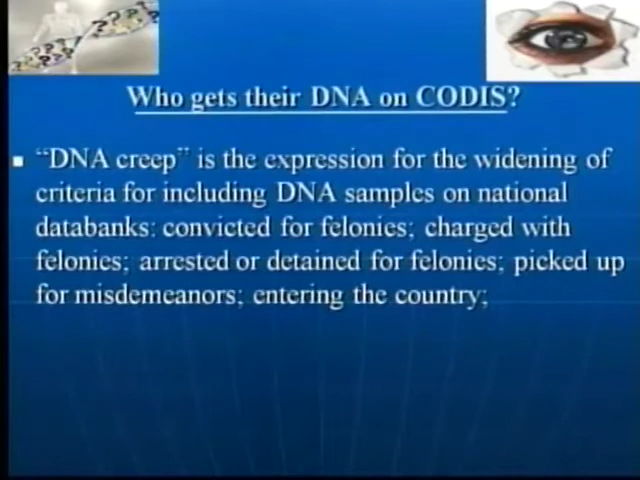 Who gets their DNA on CODIS?
“DNA creep” is the expression for the widening of
criteria for including DNA samples on national
databanks: convicted for felonies; charged with
felonies; arrested or detained for felonies; picked up
for misdemeanors; entering the country;